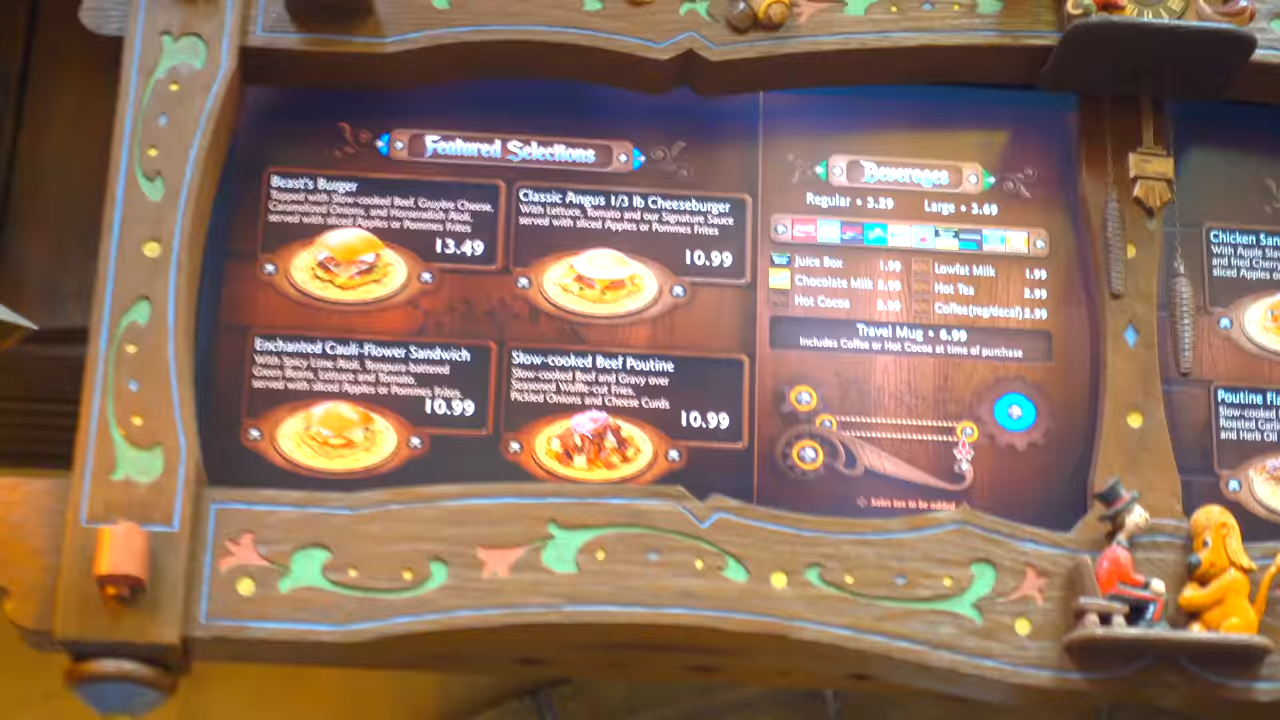 Featured Selections
Beast's Burger
Topped with Slow-cooked Beef, Gruyère Cheese,
Caramelized Onions, and Horseradish Aioli,
served with sliced Apples or Pommes Frites
13.49
Classic Angus 1/3 lb Cheeseburger
With Lettuce, Tomato and our Signature Sauce
served with sliced Apples or Pommes Frites
10.99
Enchanted Cauli-Flower Sandwich
With Spicy Lime Aioli, Tempura-battered
Green Beans, Lettuce and Tomato,
served with sliced Apples or Pommes Frites.
10.99
Slow-cooked Beef Poutine
Slow-cooked Beef and Gravy over
Seasoned Waffle-cut Fries,
Pickled Onions and Cheese Curds
10.99
Beverages
Regular • 3.29 Large • 3.69
Juice Box 1.99
Chocolate Milk 2.99
Hot Cocoa 2.99
Lowfat Milk 1.99
Hot Tea 2.99
Coffee (reg/decaf) 2.99
Travel Mug • 6.99
Includes Coffee or Hot Cocoa at time of purchase
Sales tax to be added
Chicken San
With Apple Slaw
and fried Cherry
sliced Apples o
Poutine Fla
Slow-cooked
Roasted Garlic
and Herb Oil